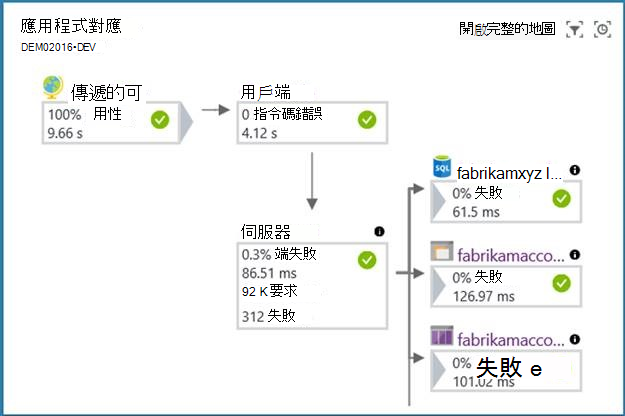 應用程式對應
開啟完整的地圖
DEM02016•DEV
傳遞的可
100% 用性
9.66 s
用戶端
0 指令碼錯誤
4.12 s
伺服器
0.3% 端失敗
86.51 ms
92 K要求
312 失敗
SQL
fabrikamxyz I...
0% 失敗
61.5 ms
fabrikamacco...
0% 失敗
126.97 ms
fabrikamacco...
0% 失敗 e
101.02 ms